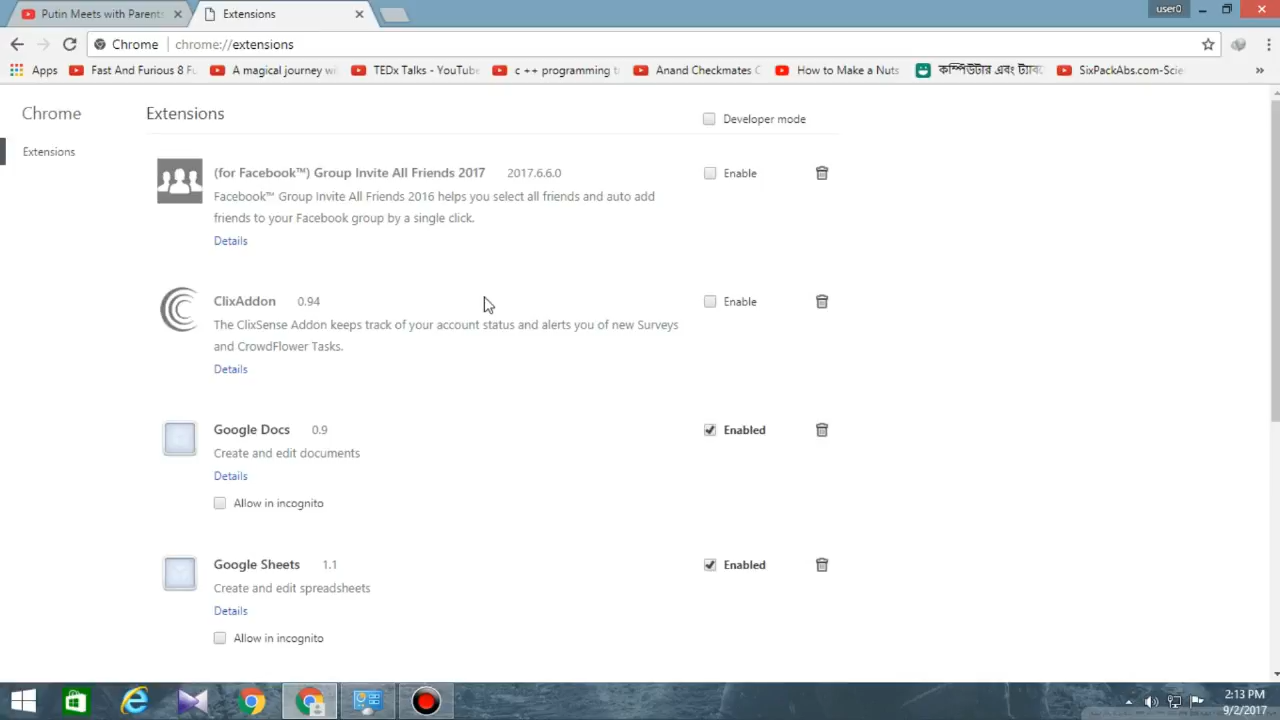 Putin Meets with Parents
Extensions
user0
Chrome
chrome://extensions
Apps
Fast And Furious 8 Fu
A magical journey wi
TEDx Talks - YouTube
c ++ programming t
Anand Checkmates C
How to Make a Nuts
কম্পিউটার এবং ট্যাবে
SixPackAbs.com-Scie
»
Chrome
Extensions
Developer mode
Extensions
(for Facebook™) Group Invite All Friends 2017 2017.6.6.0
Enable
Facebook™ Group Invite All Friends 2016 helps you select all friends and auto add
friends to your Facebook group by a single click.
Details
ClixAddon 0.94
Enable
The ClixSense Addon keeps track of your account status and alerts you of new Surveys
and CrowdFlower Tasks.
Details
Google Docs 0.9
Enabled
Create and edit documents
Details
Allow in incognito
Google Sheets 1.1
Enabled
Create and edit spreadsheets
Details
Allow in incognito
2:13 PM
9/2/2017